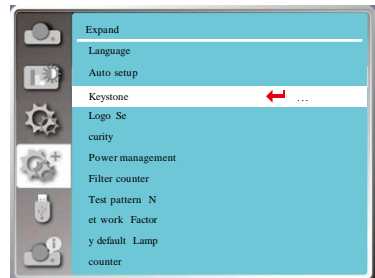 Expand
Language
Auto setup
Keystone ...
Logo Se
curity
Power management
Filter counter
Test pattern N
et work Factor
y default Lamp
counter